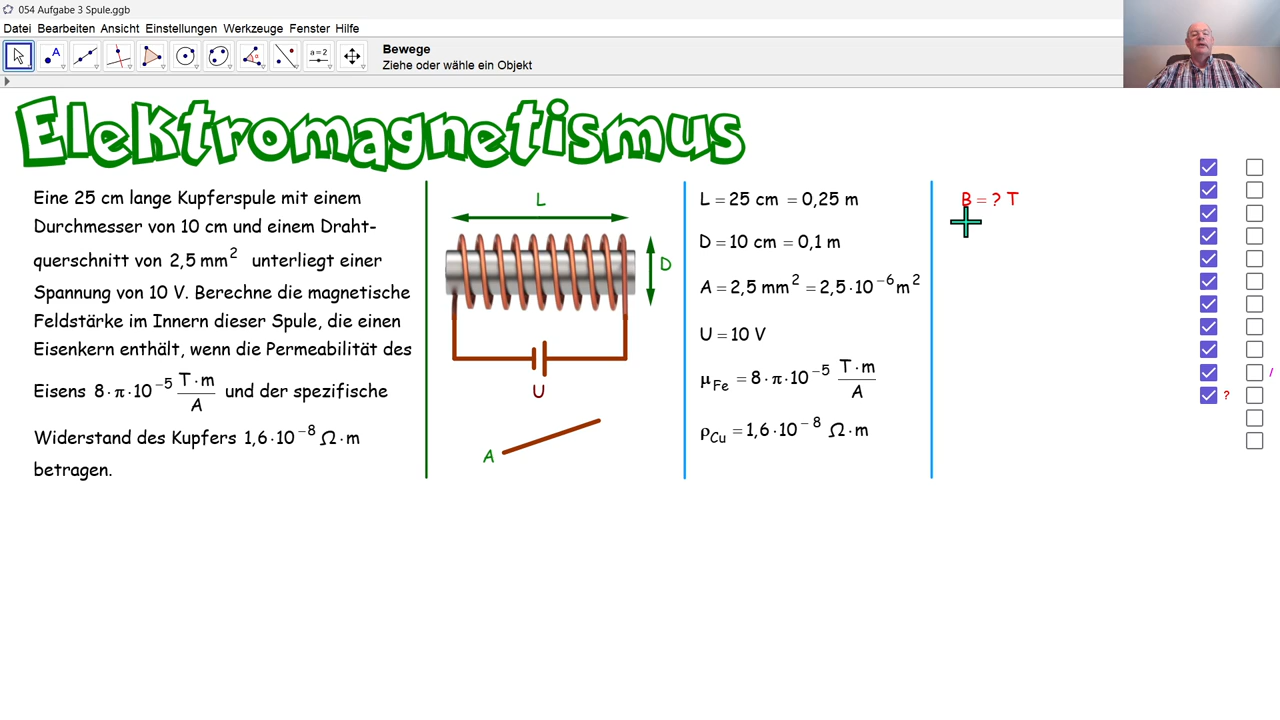 054 Aufgabe 3 Spule.ggb
Datei Bearbeiten Ansicht Einstellungen Werkzeuge Fenster Hilfe
A
a=2
Bewege
Ziehe oder wähle ein Objekt
Elektromagnetismus
Eine 25 cm lange Kupferspule mit einem
Durchmesser von 10 cm und einem Draht-
querschnitt von 2,5 mm² unterliegt einer
Spannung von 10 V. Berechne die magnetische
Feldstärke im Innern dieser Spule, die einen
Eisenkern enthält, wenn die Permeabilität des
Eisens 8·π·10⁻⁵ T·m/A und der spezifische
Widerstand des Kupfers 1,6·10⁻⁸ Ω·m
betragen.
L
D
U
A
L = 25 cm = 0,25 m
D = 10 cm = 0,1 m
A = 2,5 mm² = 2,5·10⁻⁶ m²
U = 10 V
μFe = 8·π·10⁻⁵ T·m/A
ρCu = 1,6·10⁻⁸ Ω·m
B = ? T
/
?